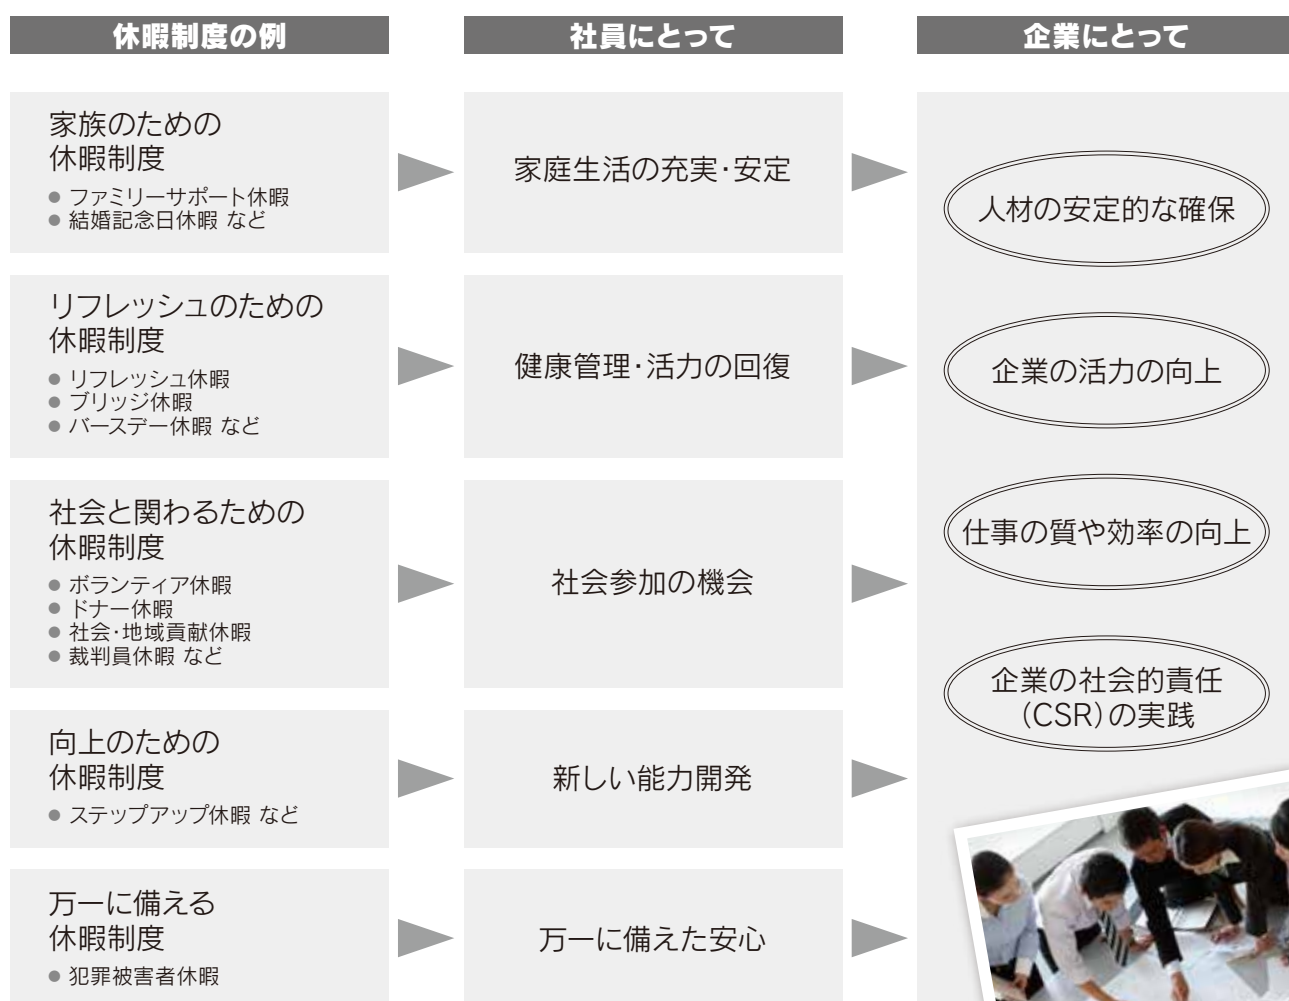 休暇制度の例
社員にとって
企業にとって
家族のための
休暇制度
● ファミリーサポート休暇
● 結婚記念日休暇 など
家庭生活の充実・安定
リフレッシュのための
休暇制度
● リフレッシュ休暇
● ブリッジ休暇
● バースデー休暇 など
健康管理・活力の回復
社会と関わるための
休暇制度
● ボランティア休暇
● ドナー休暇
● 社会・地域貢献休暇
● 裁判員休暇 など
社会参加の機会
向上のための
休暇制度
● ステップアップ休暇 など
新しい能力開発
万一に備える
休暇制度
● 犯罪被害者休暇
万一に備えた安心
人材の安定的な確保
企業の活力の向上
仕事の質や効率の向上
企業の社会的責任
（CSR）の実践